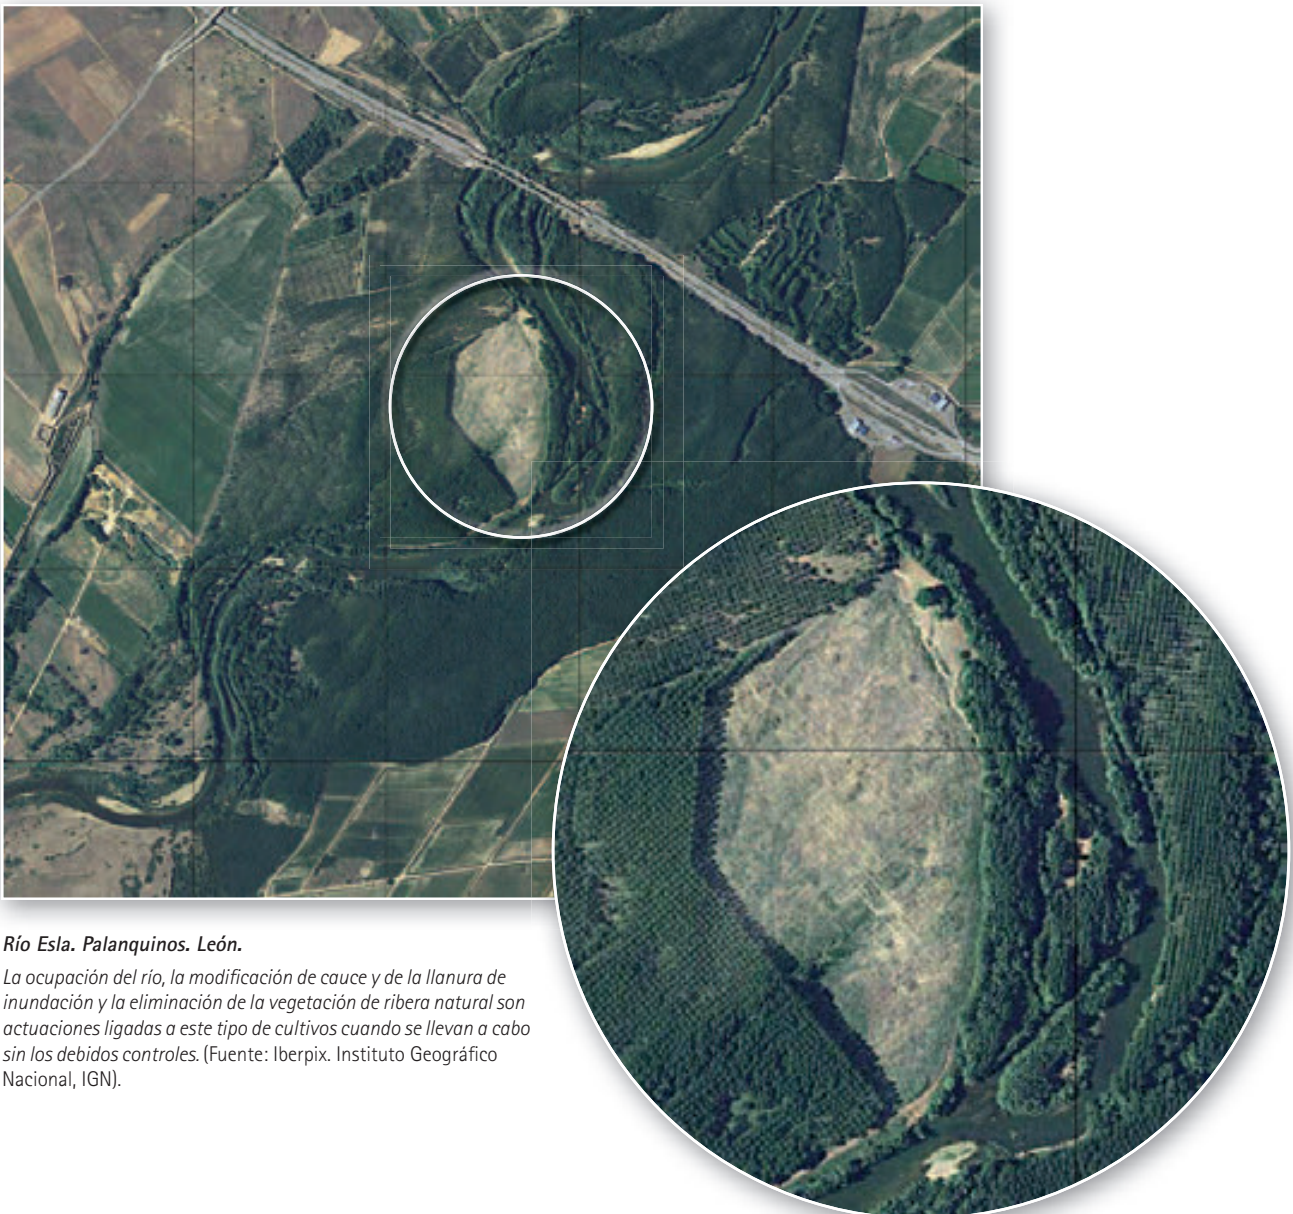 Río Esla. Palanquinos. León.
La ocupación del río, la modificación de cauce y de la llanura de
inundación y la eliminación de la vegetación de ribera natural son
actuaciones ligadas a este tipo de cultivos cuando se llevan a cabo
sin los debidos controles. (Fuente: Iberpix. Instituto Geográfico
Nacional, IGN).